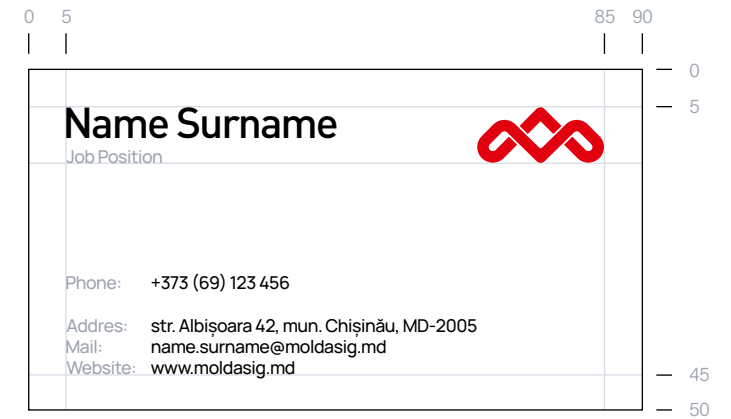 0 5 85 90
0
5
Name Surname
Job Position
Phone: +373 (69) 123 456
Addres: str. Albișoara 42, mun. Chișinău, MD-2005
Mail: name.surname@moldasig.md
Website: www.moldasig.md
45
50